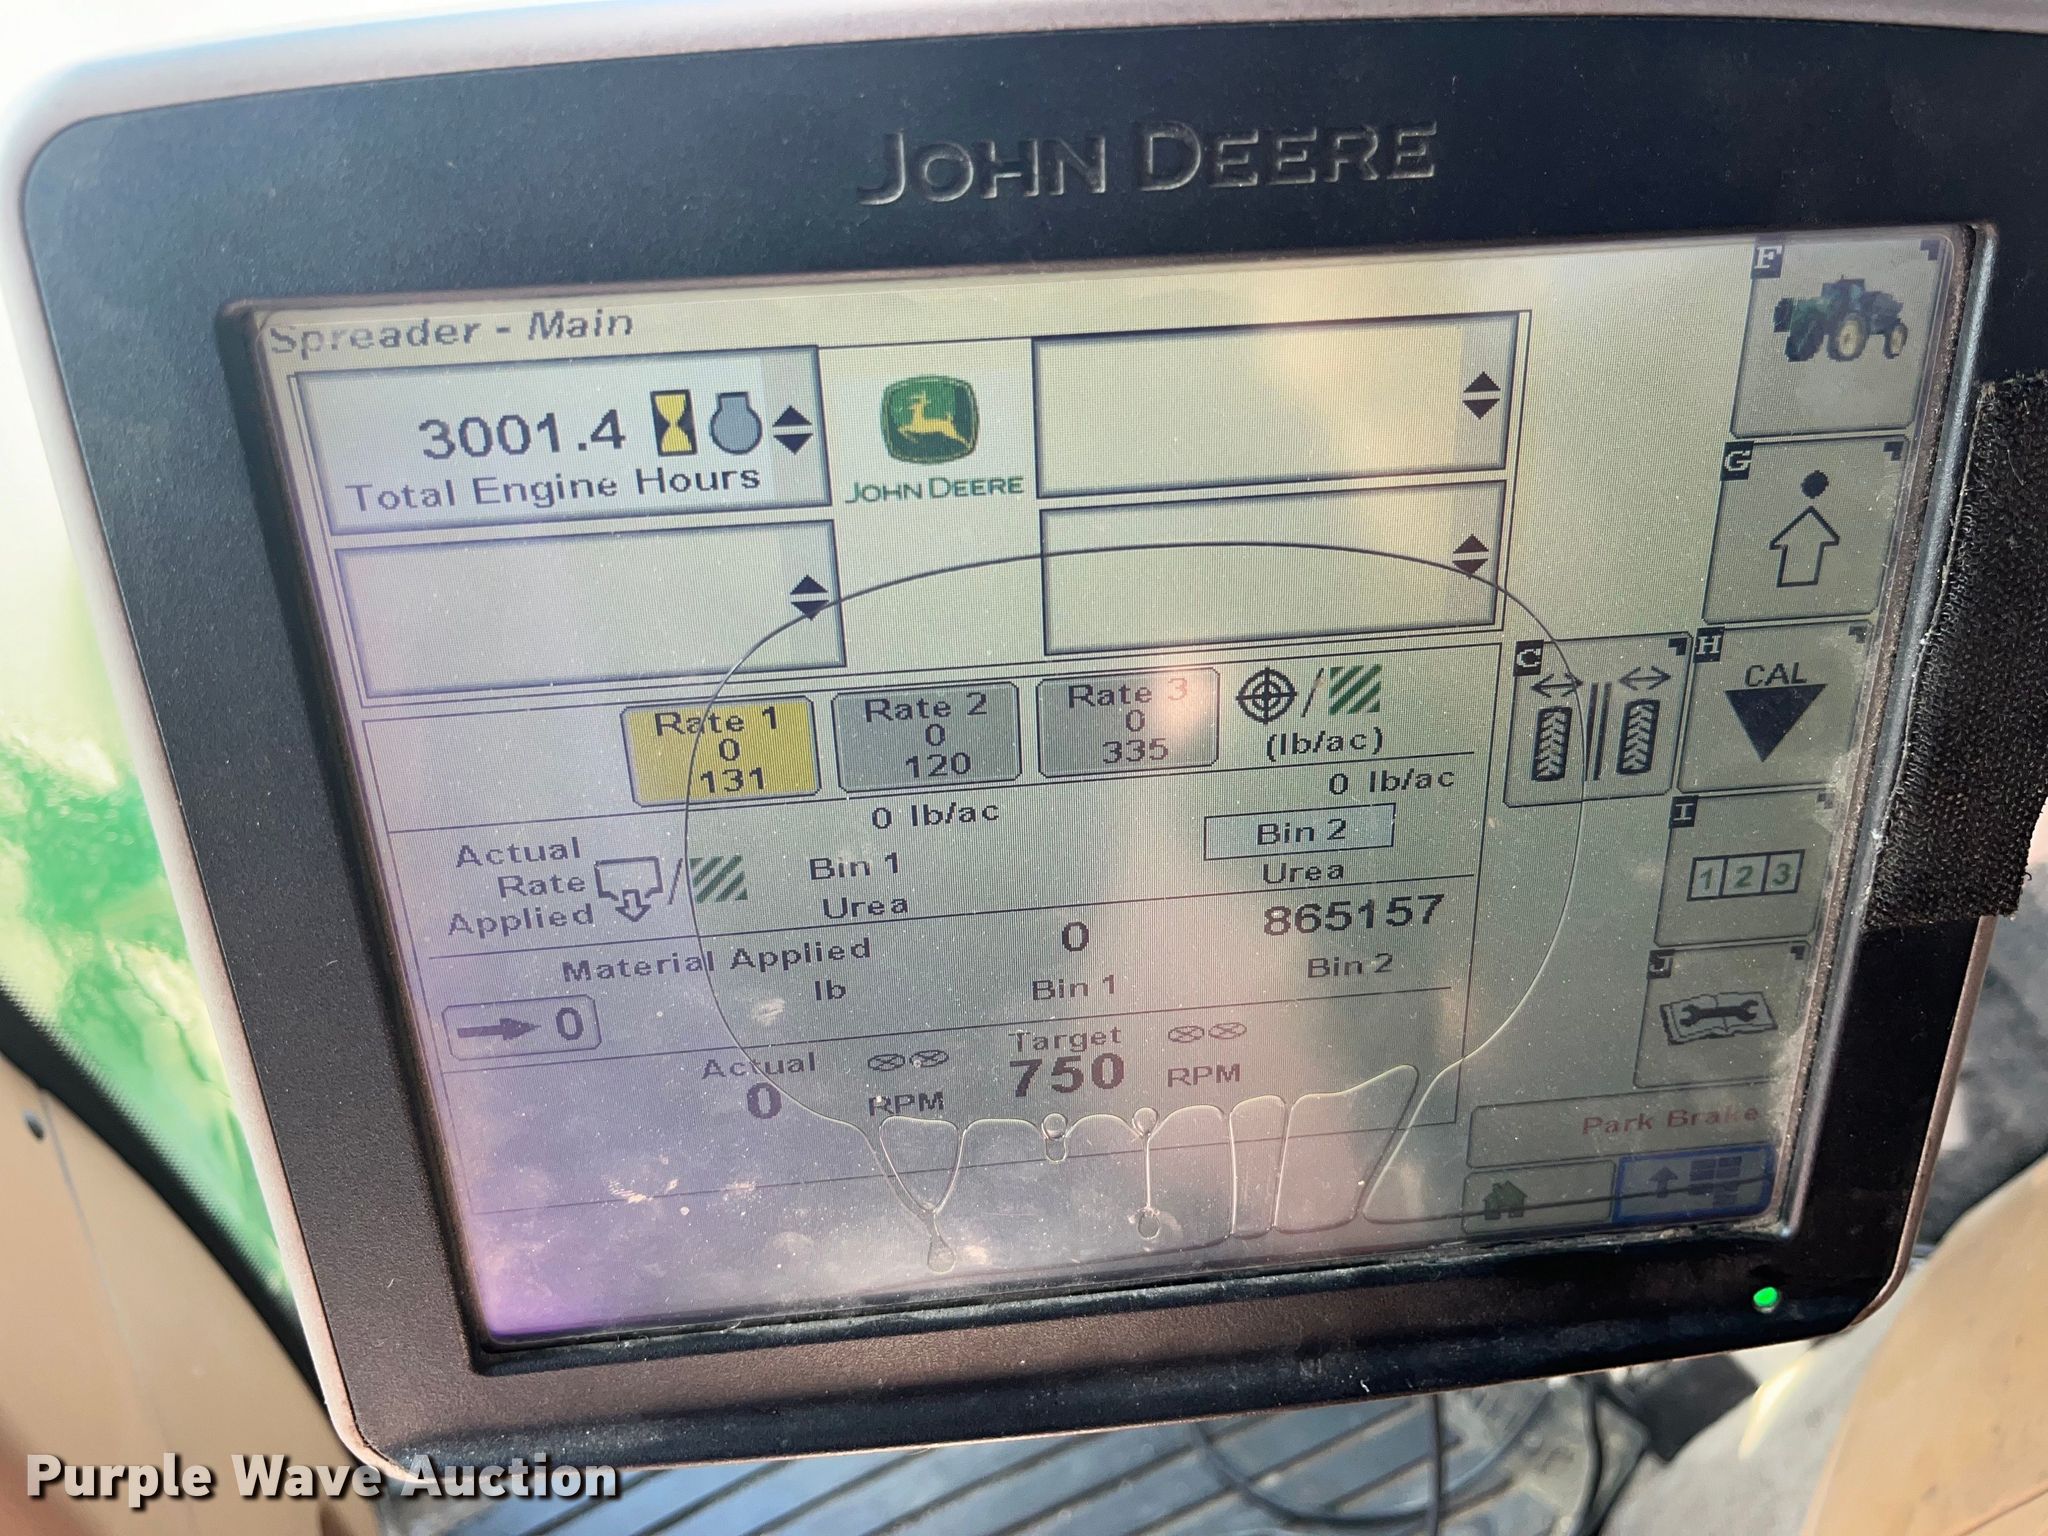 JOHN DEERE
Spreader - Main
F
3001.4
Total Engine Hours
JOHN DEERE
G
Rate 1
0
131
Rate 2
0
120
Rate 3
0
335
(lb/ac)
C
H
CAL
0 lb/ac
0 lb/ac
Actual
Rate
Applied
Bin 1
Urea
Bin 2
Urea
I
1 2 3
Material Applied
lb
0
Bin 1
865157
Bin 2
J
0
Actual
0
RPM
Target
750
RPM
Park Brake
Purple Wave Auction